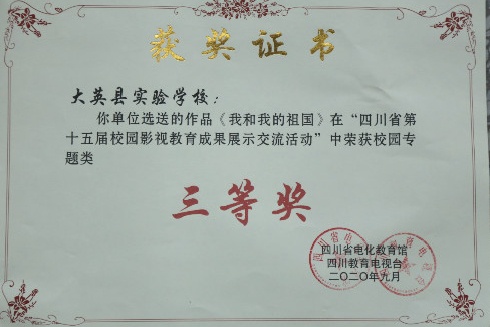 获奖证书
大英县实验学校：
你单位选送的作品《我和我的祖国》在“四川省第
十五届校园影视教育成果展示交流活动”中荣获校园专
题类
三等奖
四川省电化教育馆
四川教育电视台
二〇二〇年九月